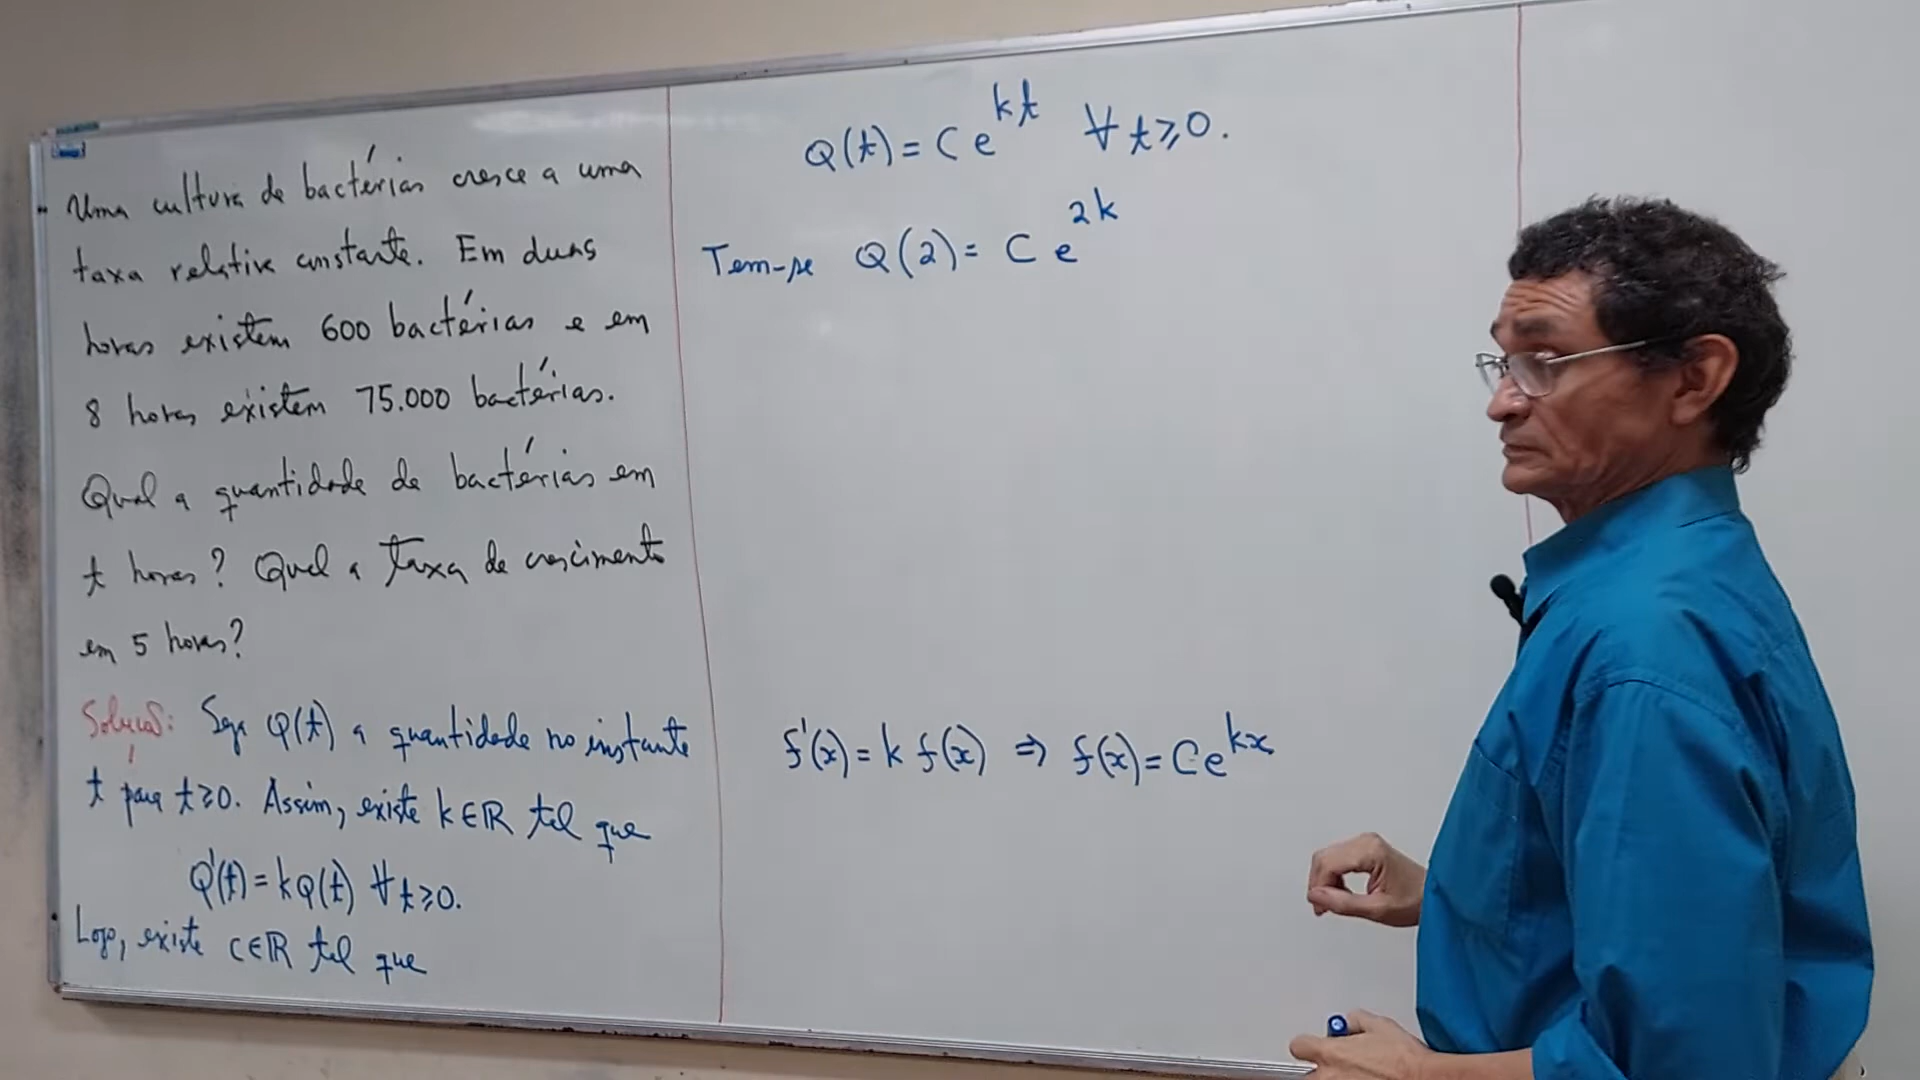 Uma cultura de bactérias cresce a uma
taxa relativa constante. Em duas
horas existem 600 bactérias e em
8 horas existem 75.000 bactérias.
Qual a quantidade de bactérias em
t horas? Qual a taxa de crescimento
em 5 horas?
Solução: Seja Q(t) a quantidade no instante
t para t≥0. Assim, existe k∈ℝ tal que
Q'(t) = kQ(t) ∀ t≥0.
Logo, existe C∈ℝ tal que
Q(t) = C e^{kt} ∀ t≥0.
Tem-se Q(2) = C e^{2k}
f'(x) = k f(x) ⇒ f(x) = Ce^{kx}